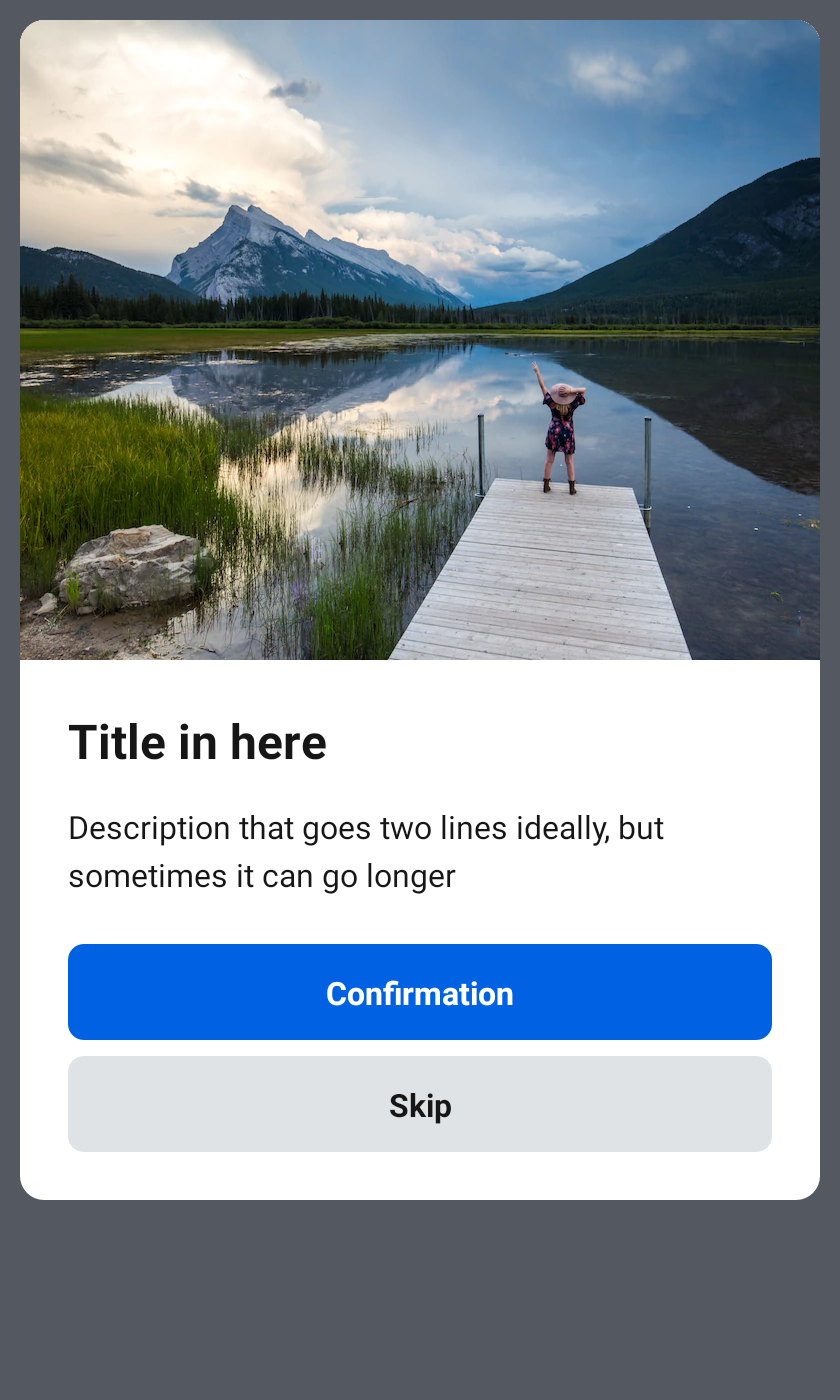 Title in here
Description that goes two lines ideally, but
sometimes it can go longer
Confirmation
Skip